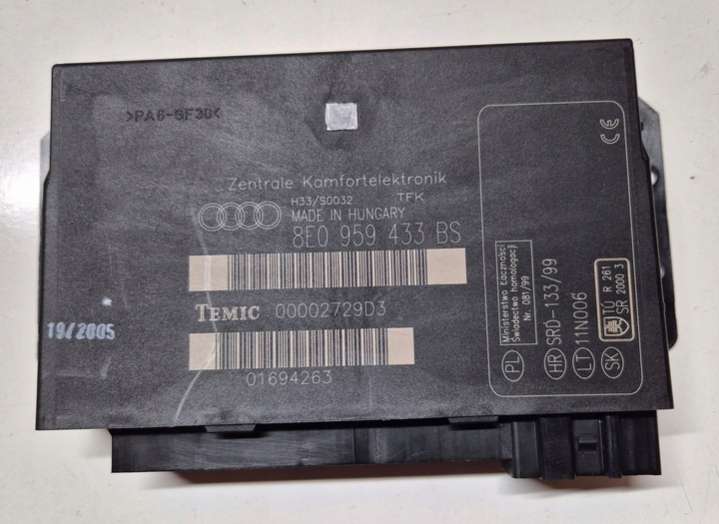 >PA6-GF30<
Zentrale Komfortelektronik
H33/S0032 TFK
MADE IN HUNGARY
8E0 959 433 BS
TEMIC 00002729D3
01694263
19/2005
CE
PL Ministerstwo Łączności
Świadectwo homologacji
Nr. 081/99
HR SRD-133/99
LT 11N006
SK TÚ R 261
SR 2000 3